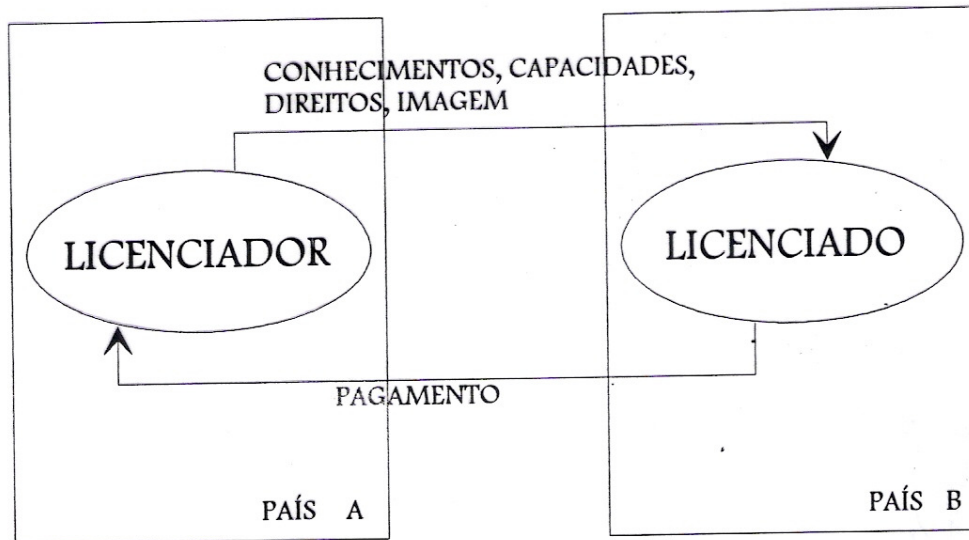 CONHECIMENTOS, CAPACIDADES,
DIREITOS, IMAGEM
LICENCIADOR
LICENCIADO
PAGAMENTO
PAÍS A
PAÍS B